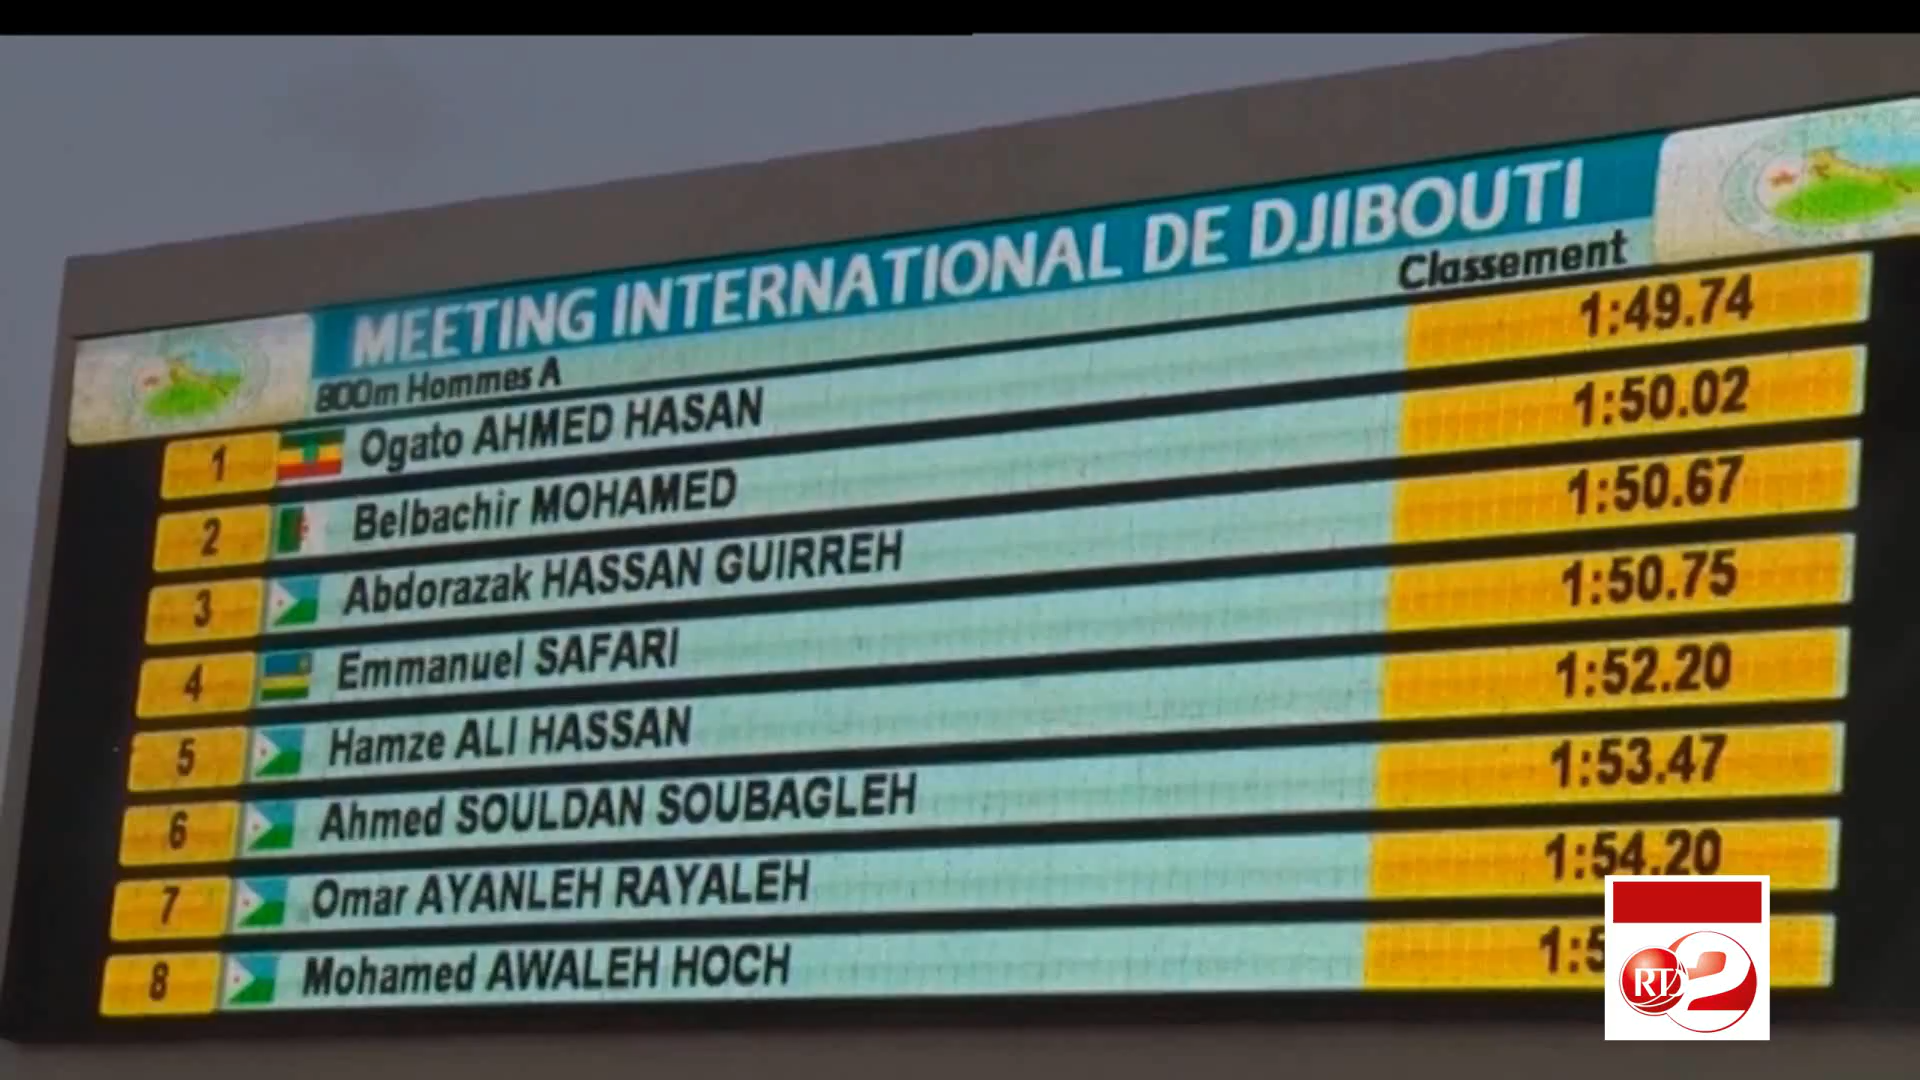 MEETING INTERNATIONAL DE DJIBOUTI
800m Hommes A Classement
1 Ogato AHMED HASAN 1:49.74
2 Belbachir MOHAMED 1:50.02
3 Abdorazak HASSAN GUIRREH 1:50.67
4 Emmanuel SAFARI 1:50.75
5 Hamze ALI HASSAN 1:52.20
6 Ahmed SOULDAN SOUBAGLEH 1:53.47
7 Omar AYANLEH RAYALEH 1:54.20
8 Mohamed AWALEH HOCH
RTD 2